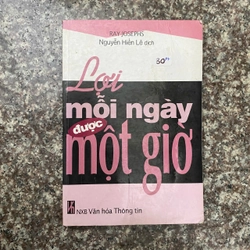 RAY JOSEPHS
Nguyễn Hiến Lê dịch
Lợi
mỗi ngày
được
một giờ
NXB Văn hóa Thông tin